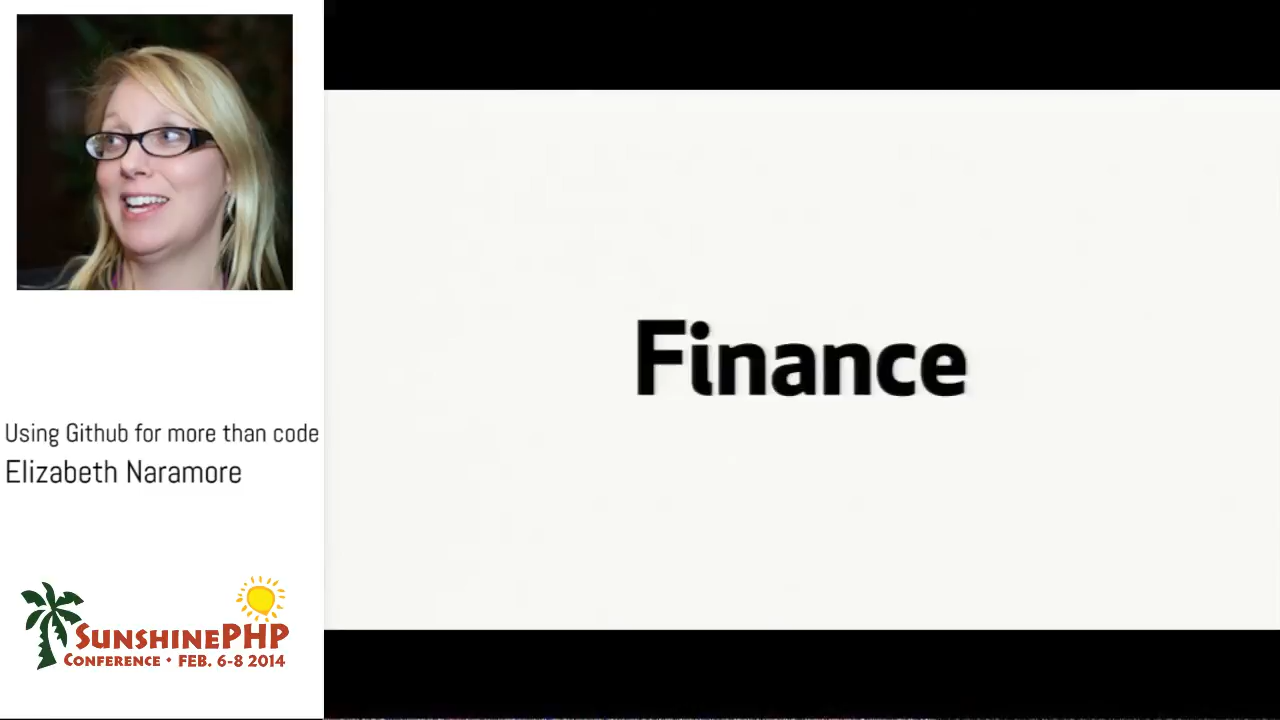 Using Github for more than code
Elizabeth Naramore
SunshinePHP
Conference • Feb. 6-8 2014
Finance